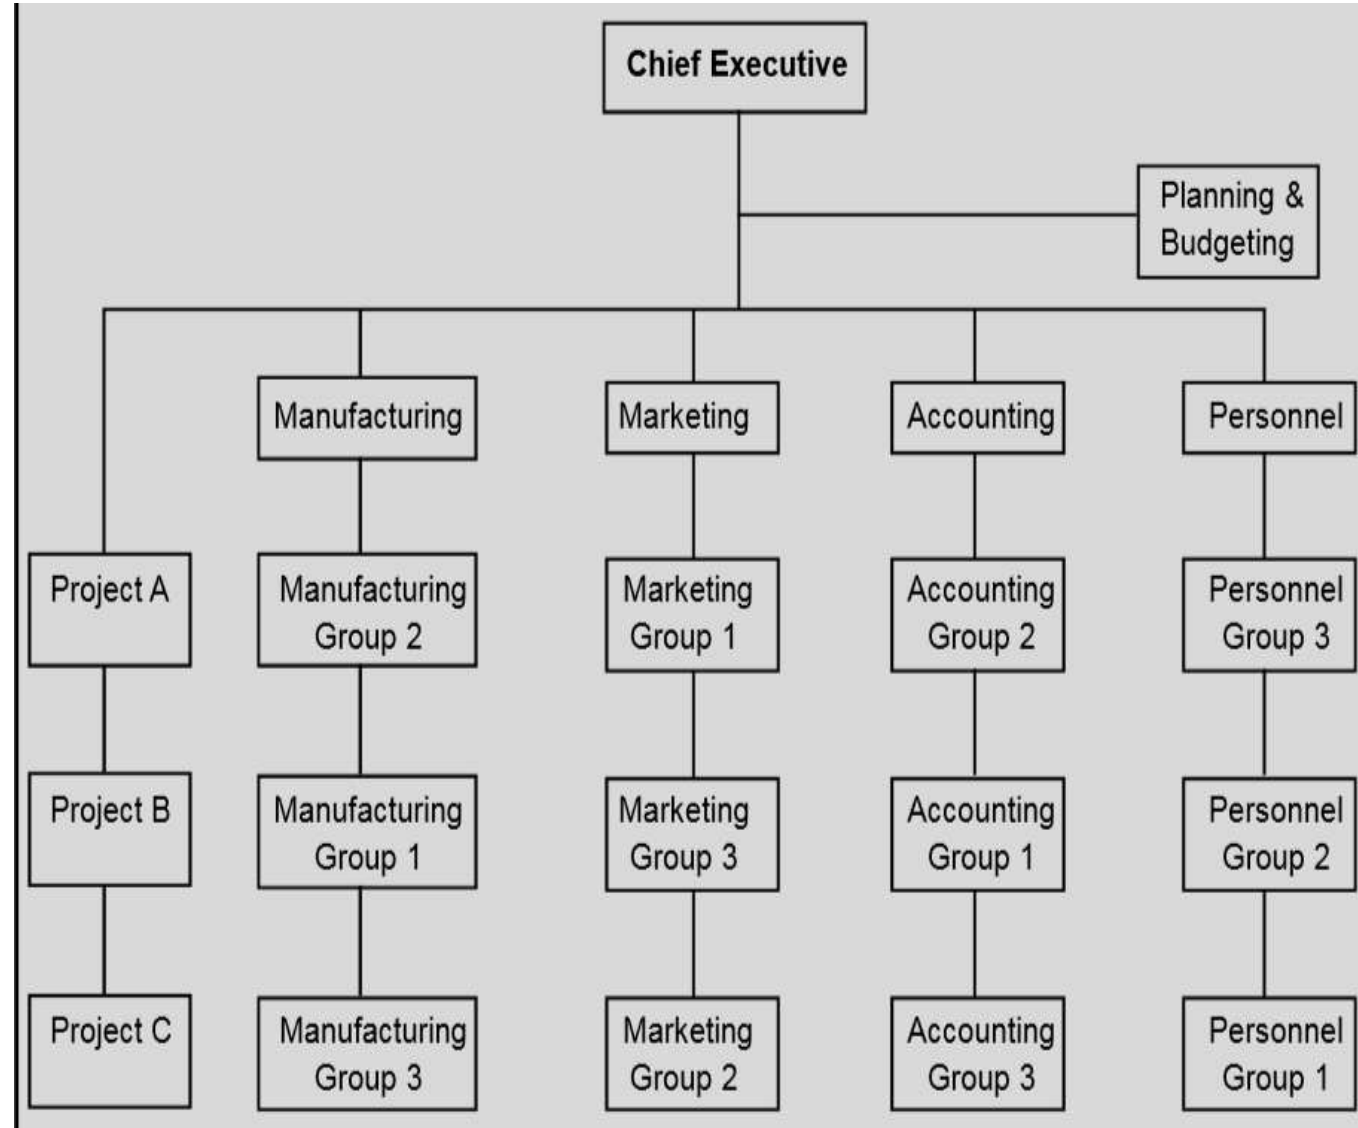 Chief Executive
Planning &
Budgeting
Manufacturing
Marketing
Accounting
Personnel
Project A
Manufacturing
Group 2
Marketing
Group 1
Accounting
Group 2
Personnel
Group 3
Project B
Manufacturing
Group 1
Marketing
Group 3
Accounting
Group 1
Personnel
Group 2
Project C
Manufacturing
Group 3
Marketing
Group 2
Accounting
Group 3
Personnel
Group 1